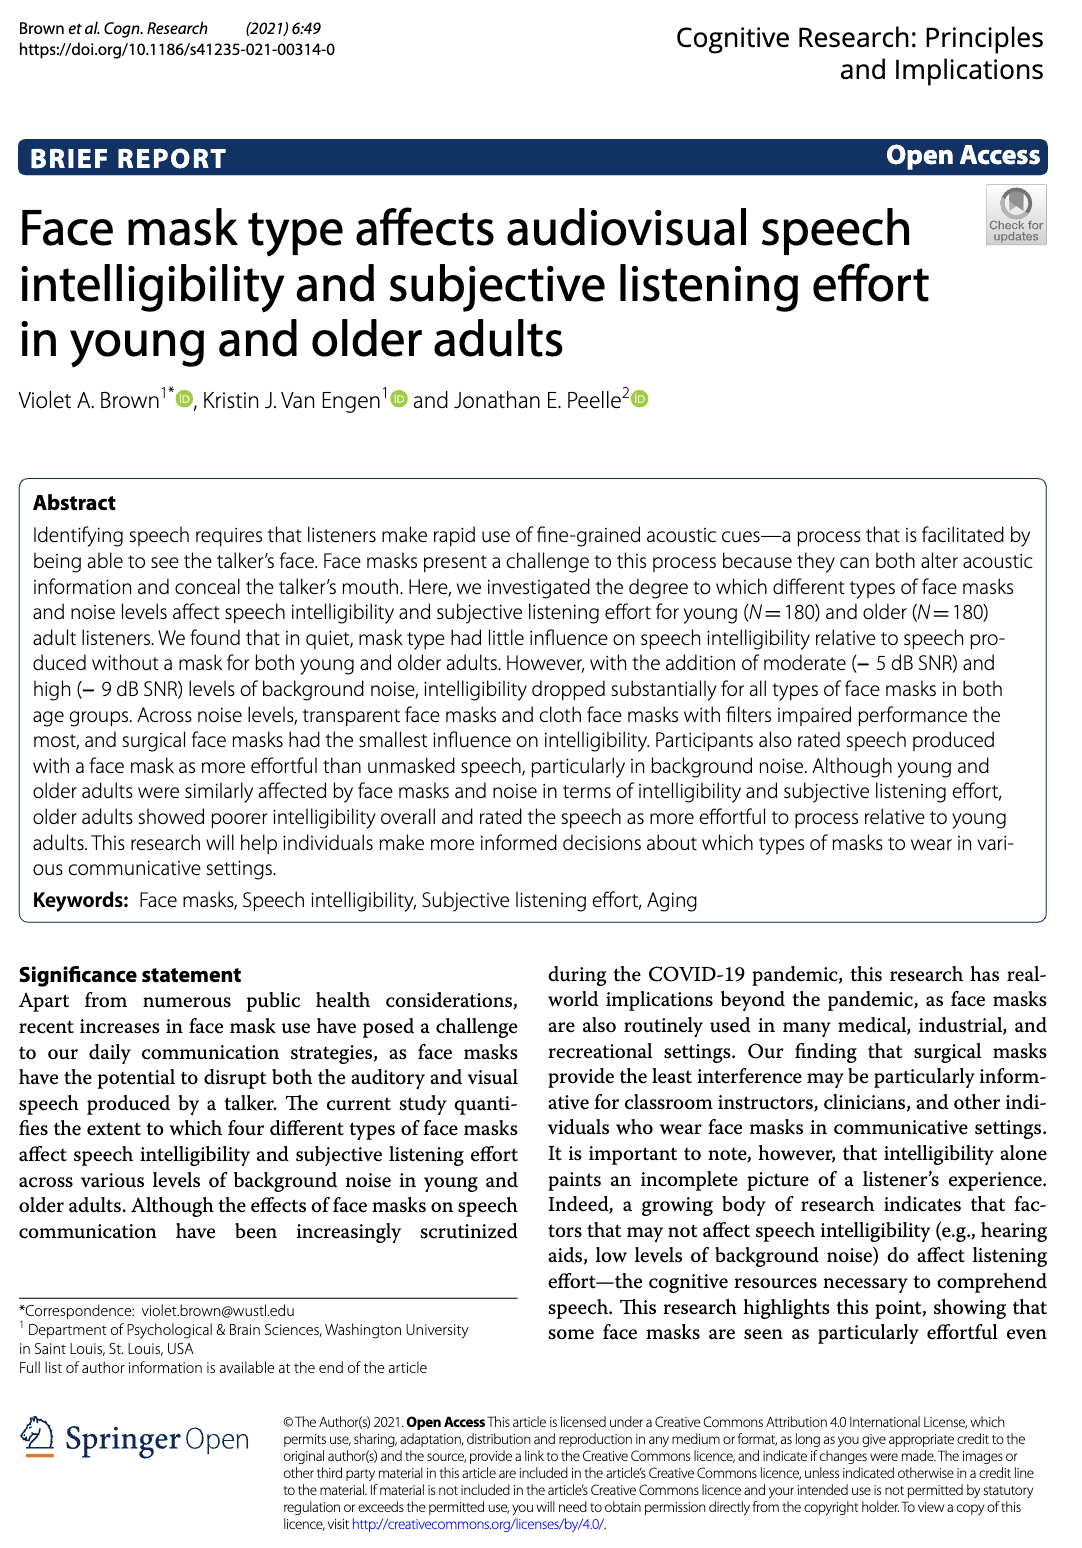 Brown et al. Cogn. Research (2021) 6:49
https://doi.org/10.1186/s41235-021-00314-0
Cognitive Research: Principles
and Implications
BRIEF REPORT
Open Access
Check for
updates
Face mask type affects audiovisual speech
intelligibility and subjective listening effort
in young and older adults
Violet A. Brown1*, Kristin J. Van Engen1 and Jonathan E. Peelle2
Abstract
Identifying speech requires that listeners make rapid use of fine-grained acoustic cues—a process that is facilitated by
being able to see the talker's face. Face masks present a challenge to this process because they can both alter acoustic
information and conceal the talker's mouth. Here, we investigated the degree to which different types of face masks
and noise levels affect speech intelligibility and subjective listening effort for young (N = 180) and older (N = 180)
adult listeners. We found that in quiet, mask type had little influence on speech intelligibility relative to speech pro-
duced without a mask for both young and older adults. However, with the addition of moderate (− 5 dB SNR) and
high (− 9 dB SNR) levels of background noise, intelligibility dropped substantially for all types of face masks in both
age groups. Across noise levels, transparent face masks and cloth face masks with filters impaired performance the
most, and surgical face masks had the smallest influence on intelligibility. Participants also rated speech produced
with a face mask as more effortful than unmasked speech, particularly in background noise. Although young and
older adults were similarly affected by face masks and noise in terms of intelligibility and subjective listening effort,
older adults showed poorer intelligibility overall and rated the speech as more effortful to process relative to young
adults. This research will help individuals make more informed decisions about which types of masks to wear in vari-
ous communicative settings.
Keywords: Face masks, Speech intelligibility, Subjective listening effort, Aging
Significance statement
Apart from numerous public health considerations,
recent increases in face mask use have posed a challenge
to our daily communication strategies, as face masks
have the potential to disrupt both the auditory and visual
speech produced by a talker. The current study quanti-
fies the extent to which four different types of face masks
affect speech intelligibility and subjective listening effort
across various levels of background noise in young and
older adults. Although the effects of face masks on speech
communication have been increasingly scrutinized
during the COVID-19 pandemic, this research has real-
world implications beyond the pandemic, as face masks
are also routinely used in many medical, industrial, and
recreational settings. Our finding that surgical masks
provide the least interference may be particularly inform-
ative for classroom instructors, clinicians, and other indi-
viduals who wear face masks in communicative settings.
It is important to note, however, that intelligibility alone
paints an incomplete picture of a listener's experience.
Indeed, a growing body of research indicates that fac-
tors that may not affect speech intelligibility (e.g., hearing
aids, low levels of background noise) do affect listening
effort—the cognitive resources necessary to comprehend
speech. This research highlights this point, showing that
some face masks are seen as particularly effortful even
*Correspondence: violet.brown@wustl.edu
1 Department of Psychological & Brain Sciences, Washington University
in Saint Louis, St. Louis, USA
Full list of author information is available at the end of the article
Springer Open
© The Author(s) 2021. Open Access This article is licensed under a Creative Commons Attribution 4.0 International License, which
permits use, sharing, adaptation, distribution and reproduction in any medium or format, as long as you give appropriate credit to the
original author(s) and the source, provide a link to the Creative Commons licence, and indicate if changes were made. The images or
other third party material in this article are included in the article's Creative Commons licence, unless indicated otherwise in a credit line
to the material. If material is not included in the article's Creative Commons licence and your intended use is not permitted by statutory
regulation or exceeds the permitted use, you will need to obtain permission directly from the copyright holder. To view a copy of this
licence, visit http://creativecommons.org/licenses/by/4.0/.